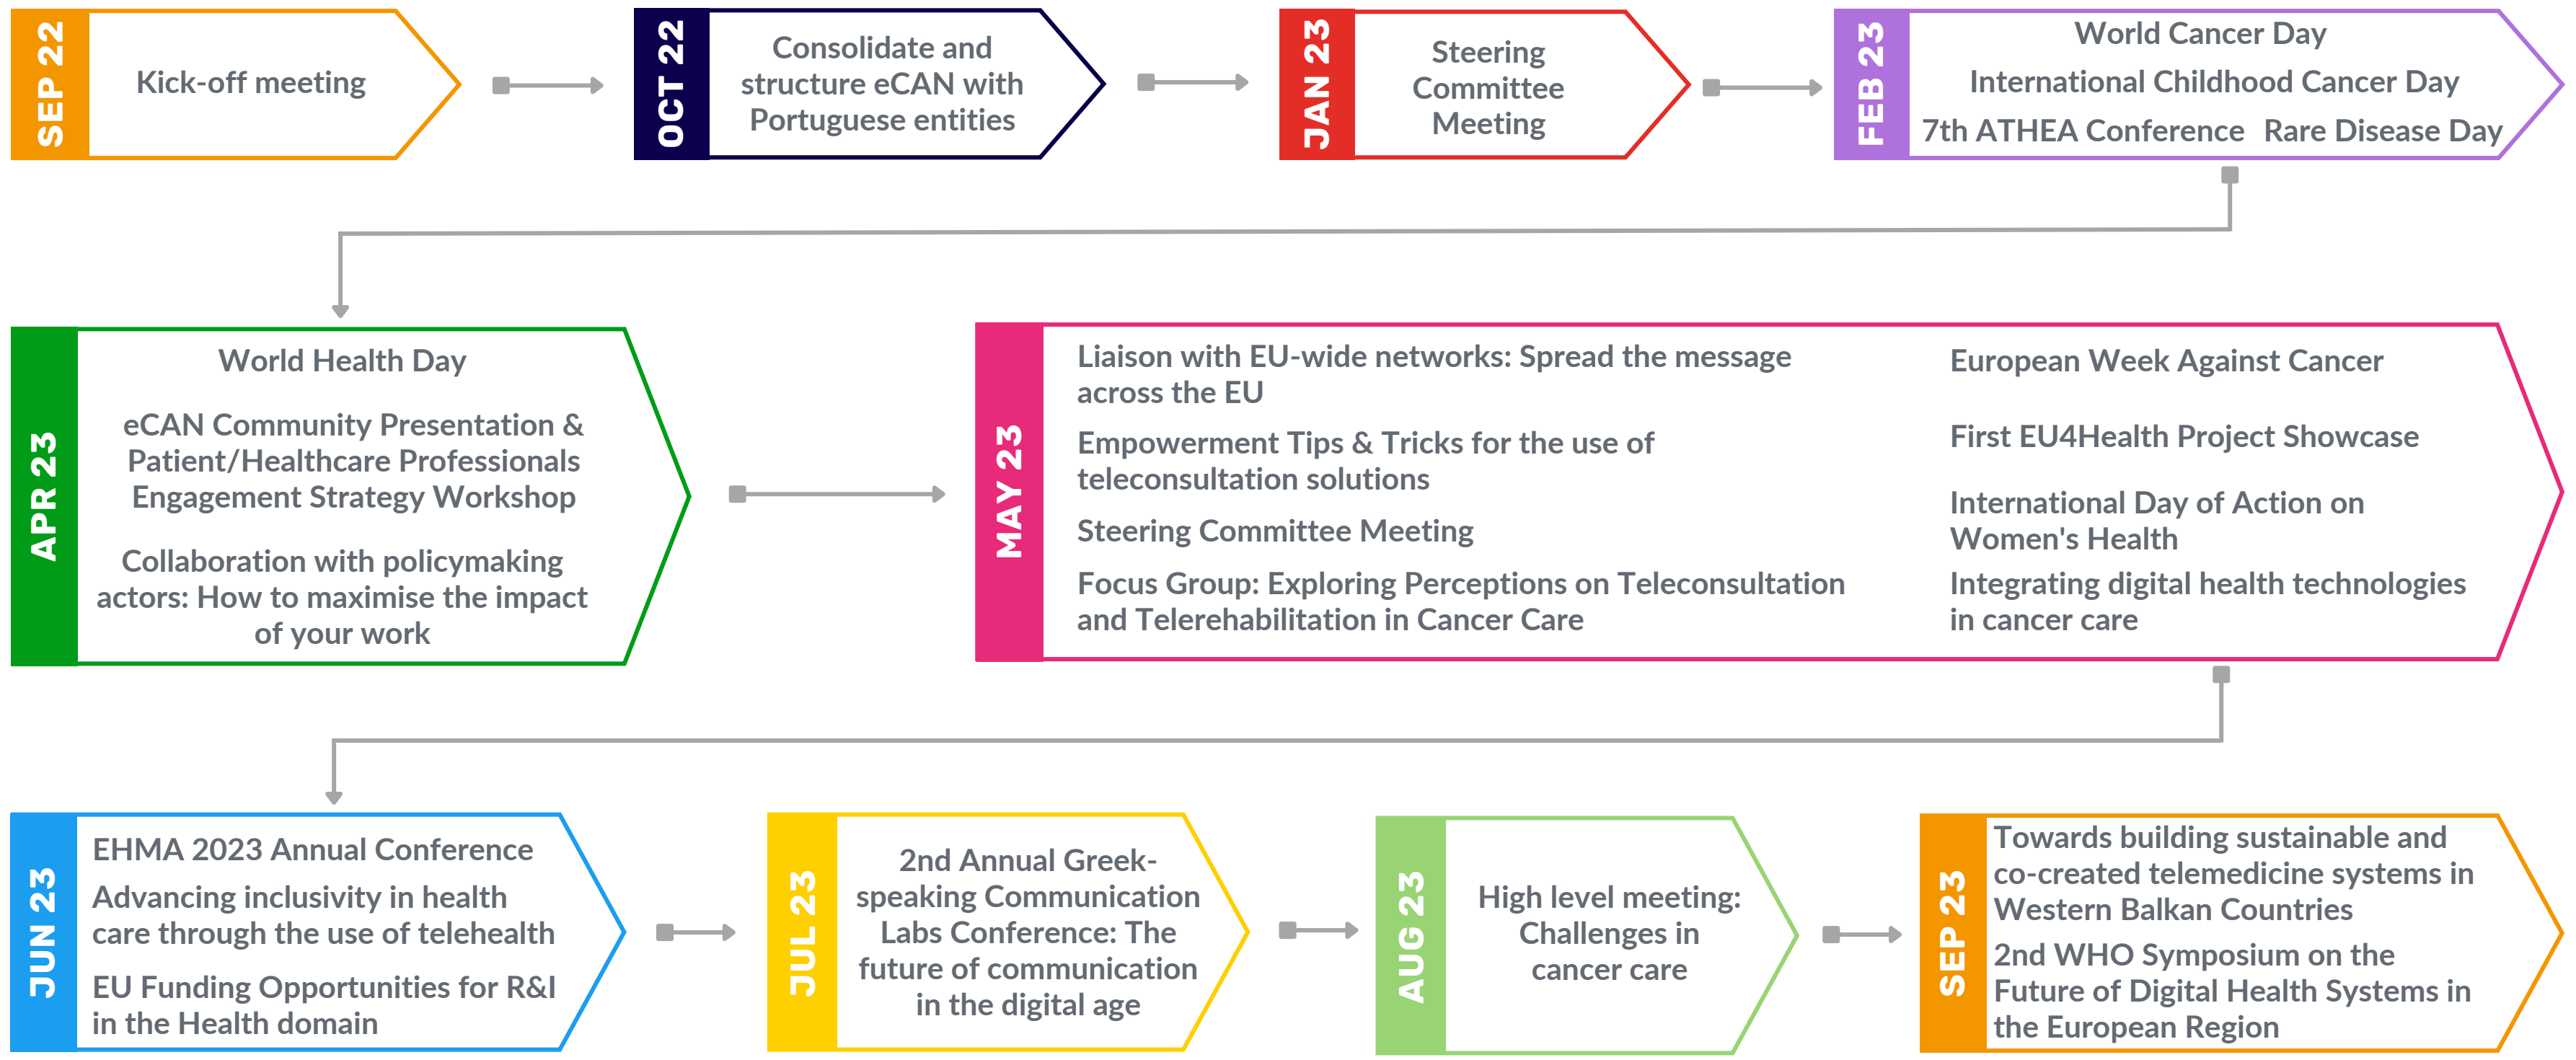 SEP 22
Kick-off meeting
OCT 22
Consolidate and
structure eCAN with
Portuguese entities
JAN 23
Steering
Committee
Meeting
FEB 23
World Cancer Day
International Childhood Cancer Day
7th ATHEA Conference Rare Disease Day
APR 23
World Health Day
eCAN Community Presentation &
Patient/Healthcare Professionals
Engagement Strategy Workshop
Collaboration with policymaking
actors: How to maximise the impact
of your work
MAY 23
Liaison with EU-wide networks: Spread the message
across the EU
Empowerment Tips & Tricks for the use of
teleconsultation solutions
Steering Committee Meeting
Focus Group: Exploring Perceptions on Teleconsultation
and Telerehabilitation in Cancer Care
European Week Against Cancer
First EU4Health Project Showcase
International Day of Action on
Women's Health
Integrating digital health technologies
in cancer care
JUN 23
EHMA 2023 Annual Conference
Advancing inclusivity in health
care through the use of telehealth
EU Funding Opportunities for R&I
in the Health domain
JUL 23
2nd Annual Greek-
speaking Communication
Labs Conference: The
future of communication
in the digital age
AUG 23
High level meeting:
Challenges in
cancer care
SEP 23
Towards building sustainable and
co-created telemedicine systems in
Western Balkan Countries
2nd WHO Symposium on the
Future of Digital Health Systems in
the European Region